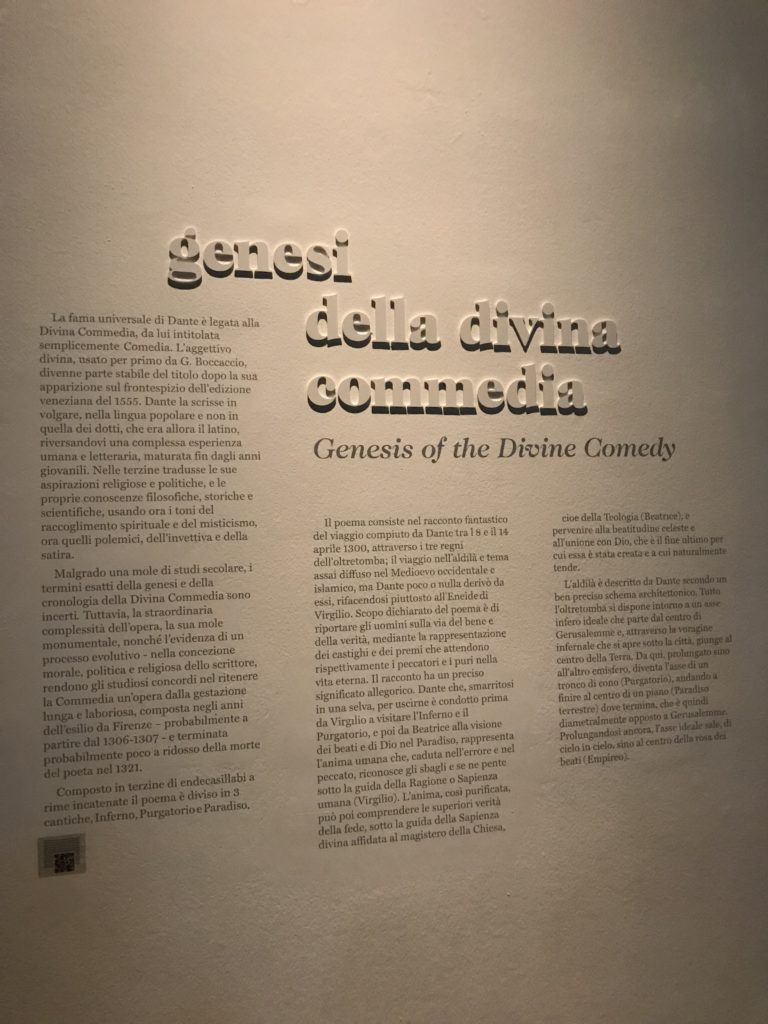 genesi
della divina
commedia
Genesis of the Divine Comedy
La fama universale di Dante è legata alla
Divina Commedia, da lui intitolata
semplicemente Comedìa. L'aggettivo
divina, usato per primo da G. Boccaccio,
divenne parte stabile del titolo dopo la sua
apparizione sul frontespizio dell'edizione
veneziana del 1555. Dante la scrisse in
volgare, nella lingua popolare e non in
quella dei dotti, che era allora il latino,
riversandovi una complessa esperienza
umana e letteraria, maturata fin dagli anni
giovanili. Nelle terzine tradusse le sue
aspirazioni religiose e politiche, e le
proprie conoscenze filosofiche, storiche e
scientifiche, usando ora i toni del
raccoglimento spirituale e del misticismo,
ora quelli polemici, dell'invettiva e della
satira.
Malgrado una mole di studi secolare, i
termini esatti della genesi e della
cronologia della Divina Commedia sono
incerti. Tuttavia, la straordinaria
complessità dell'opera, la sua mole
monumentale, nonché l'evidenza di un
processo evolutivo - nella concezione
morale, politica e religiosa dello scrittore,
rendono gli studiosi concordi nel ritenere
la Commedia un'opera dalla gestazione
lunga e laboriosa, composta negli anni
dell'esilio da Firenze - probabilmente a
partire dal 1306-1307 - e terminata
probabilmente poco a ridosso della morte
del poeta nel 1321.
Composto in terzine di endecasillabi a
rime incatenate il poema è diviso in 3
cantiche, Inferno, Purgatorio e Paradiso.
Il poema consiste nel racconto fantastico
del viaggio compiuto da Dante tra l 8 e il 14
aprile 1300, attraverso i tre regni
dell'oltretomba; il viaggio nell'aldilà e tema
assai diffuso nel Medioevo occidentale e
islamico, ma Dante poco o nulla derivò da
essi, rifacendosi piuttosto all'Eneide di
Virgilio. Scopo dichiarato del poema è di
riportare gli uomini sulla via del bene e
della verità, mediante la rappresentazione
dei castighi e dei premi che attendono
rispettivamente i peccatori e i puri nella
vita eterna. Il racconto ha un preciso
significato allegorico. Dante che, smarritosi
in una selva, per uscirne è condotto prima
da Virgilio a visitare l'Inferno e il
Purgatorio, e poi da Beatrice alla visione
dei beati e di Dio nel Paradiso, rappresenta
l'anima umana che, caduta nell'errore e nel
peccato, riconosce gli sbagli e se ne pente
sotto la guida della Ragione o Sapienza
umana (Virgilio). L'anima, così purificata,
può poi comprendere le superiori verità
della fede, sotto la guida della Sapienza
divina affidata al magistero della Chiesa,
cioe della Teologia (Beatrice), e
pervenire alla beatitudine celeste e
all'unione con Dio, che è il fine ultimo per
cui essa è stata creata e a cui naturalmente
tende.
L'aldilà è descritto da Dante secondo un
ben preciso schema architettonico. Tutto
l'oltretomba si dispone intorno a un asse
infero ideale che parte dal centro di
Gerusalemme e, attraverso la voragine
infernale che si apre sotto la città, giunge al
centro della Terra. Da qui, prolungato sino
all'altro emisfero, diventa l'asse di un
tronco di cono (Purgatorio), andando a
finire al centro di un piano (Paradiso
terrestre) dove termina, che è quindi
diametralmente opposto a Gerusalemme.
Prolungandosi ancora, l'asse ideale sale, di
cielo in cielo, sino al centro della rosa dei
beati (Empireo).